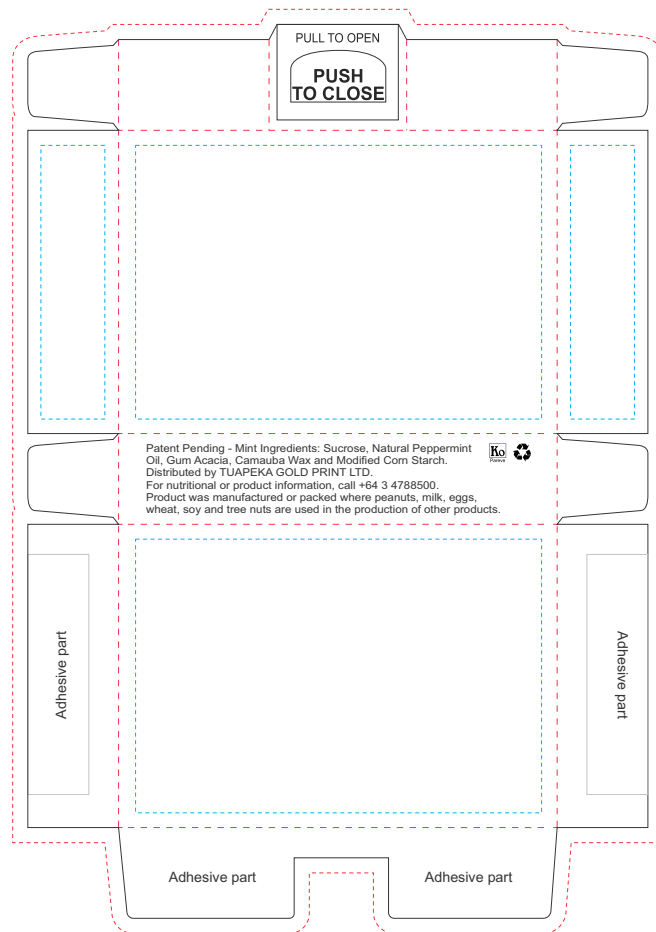 PULL TO OPEN
PUSH
TO CLOSE
Patent Pending - Mint Ingredients: Sucrose, Natural Peppermint
Oil, Gum Acacia, Camauba Wax and Modified Corn Starch.
Distributed by TUAPEKA GOLD PRINT LTD.
For nutritional or product information, call +64 3 4788500.
Product was manufactured or packed where peanuts, milk, eggs,
wheat, soy and tree nuts are used in the production of other products.
Ko
Pareve
Adhesive part
Adhesive part
Adhesive part
Adhesive part